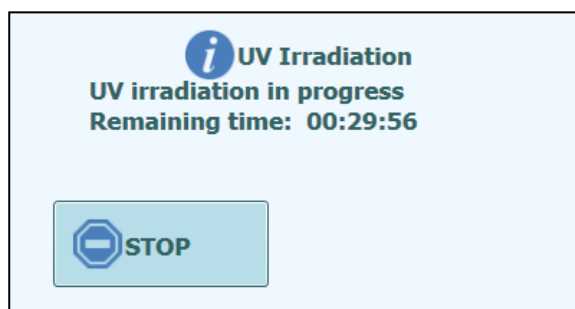 UV Irradiation
UV irradiation in progress
Remaining time: 00:29:56
STOP